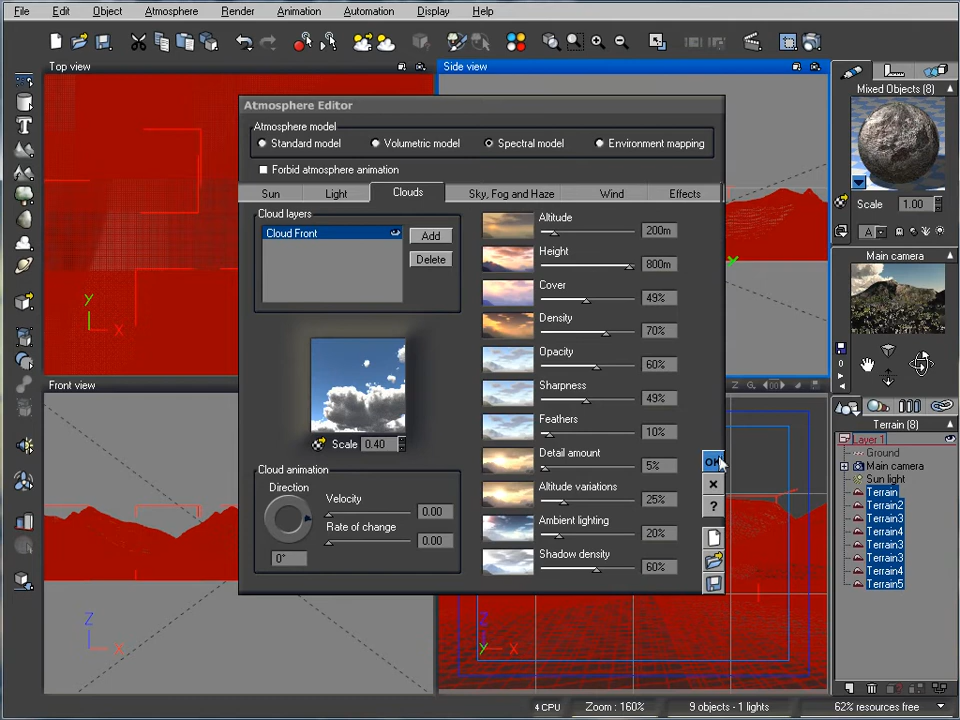 File Edit Object Atmosphere Render Animation Automation Display Help
Top view
Side view
Mixed Objects (8)
Scale 1.00
A
Main camera
Atmosphere Editor
Atmosphere model
Standard model Volumetric model Spectral model Environment mapping
Forbid atmosphere animation
Sun Light Clouds Sky, Fog and Haze Wind Effects
Cloud layers
Cloud Front
Add
Delete
Scale 0.40
Cloud animation
Direction
0°
Velocity
0.00
Rate of change
0.00
Altitude
200m
Height
800m
Cover
49%
Density
70%
Opacity
60%
Sharpness
49%
Feathers
10%
Detail amount
5%
Altitude variations
25%
Ambient lighting
20%
Shadow density
60%
OK
?
Y
X
Front view
Z
X
Z
Y X
0
Terrain (8)
Layer 1
Ground
Main camera
Sun light
Terrain
Terrain2
Terrain3
Terrain4
Terrain3
Terrain3
Terrain4
Terrain5
4 CPU Zoom : 160% 9 objects - 1 lights 62% resources free